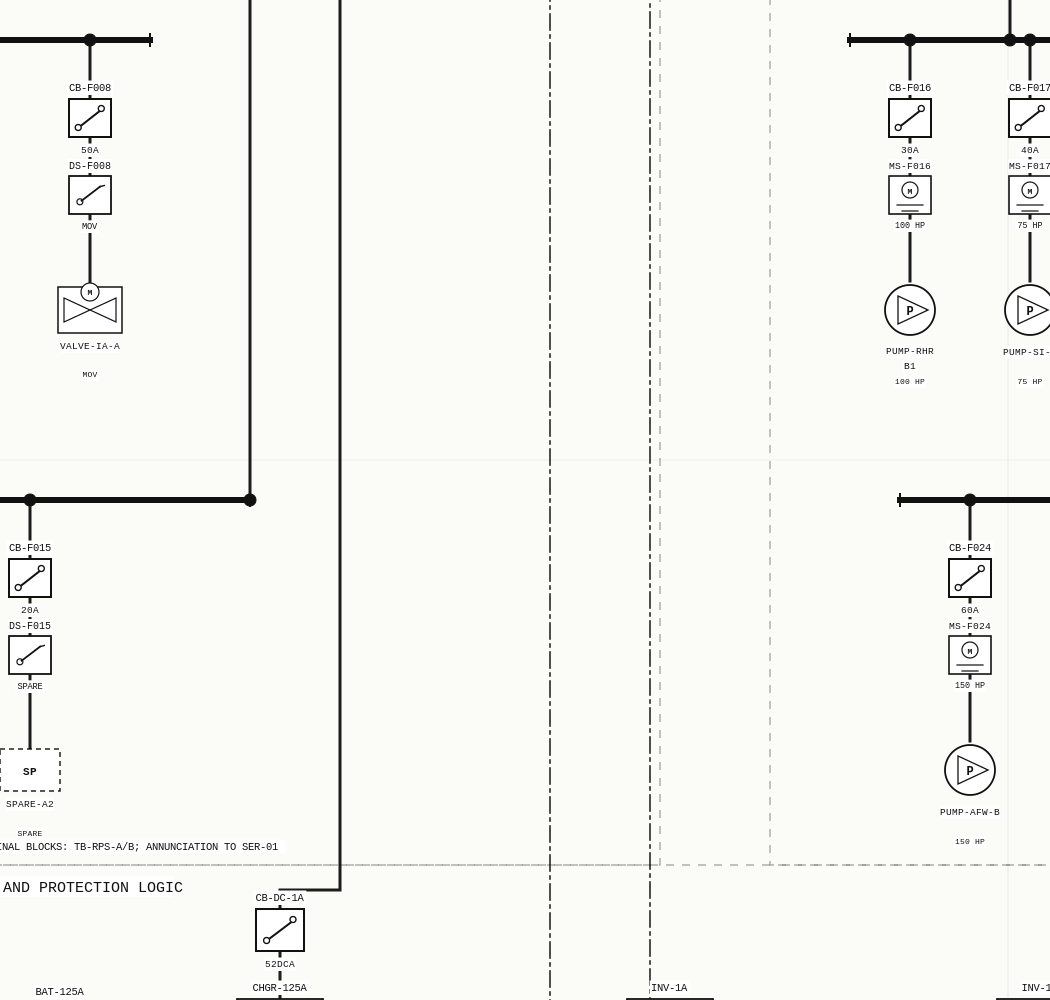 CB-F008
50A
DS-F008
MOV
M
VALVE-IA-A
MOV
CB-F016
30A
MS-F016
M
100 HP
P
PUMP-RHR
B1
100 HP
CB-F017
40A
MS-F017
M
75 HP
P
PUMP-SI-
75 HP
CB-F015
20A
DS-F015
SPARE
SP
SPARE-A2
SPARE
CB-F024
60A
MS-F024
M
150 HP
P
PUMP-AFW-B
150 HP
INAL BLOCKS: TB-RPS-A/B; ANNUNCIATION TO SER-01
AND PROTECTION LOGIC
CB-DC-1A
52DCA
BAT-125A
CHGR-125A
INV-1A
INV-1